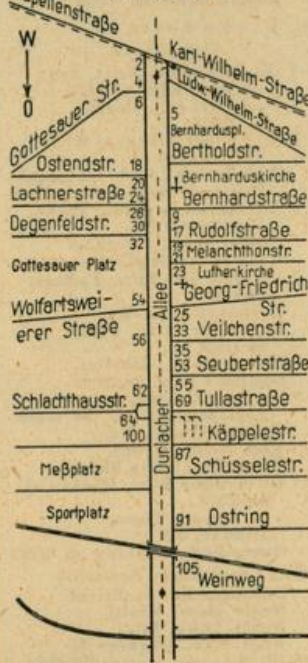 W
O
Karl-Wilhelm-Straße
Ludw.-Wilhelm-Straße
2
4
6
Gottesauer Str.
5
Bernharduspl.
Bertholdstr.
Ostendstr. 18
Bernharduskirche
20
Lachnerstraße 24
Bernhardstraße
9
28
Degenfeldstr. 30
17 Rudolfstraße
32
19
21 Melanchthonstr.
Gottesauer Platz
23 Lutherkirche
Georg-Friedrich
Str.
Wolfartswei- 54
erer Straße
56
25
33 Veilchenstr.
35
53 Seubertstraße
Schlachthausstr. 62
55
69 Tullastraße
64
100
Käppelestr.
Meßplatz
87 Schüsselestr.
Sportplatz
91 Ostring
105 Weinweg
Durlacher Allee